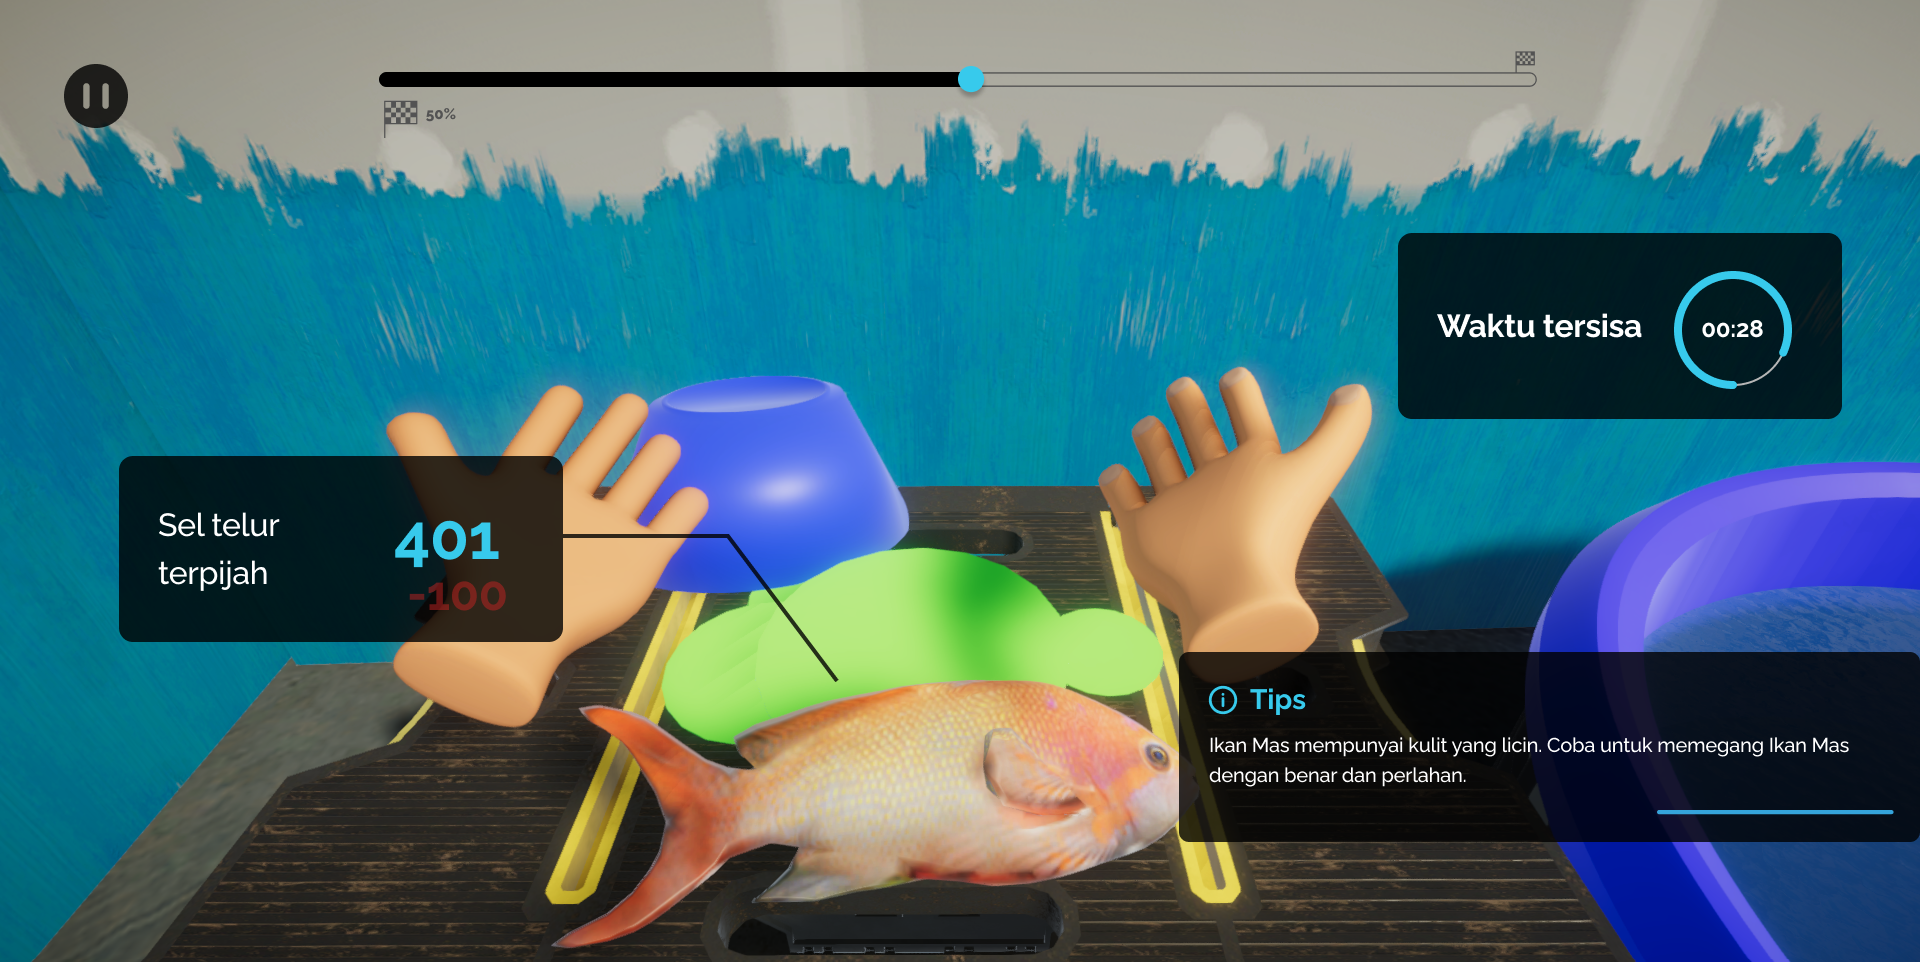 50%
Waktu tersisa
00:28
Sel telur
terpijah
401
-100
Tips
Ikan Mas mempunyai kulit yang licin. Coba untuk memegang Ikan Mas
dengan benar dan perlahan.